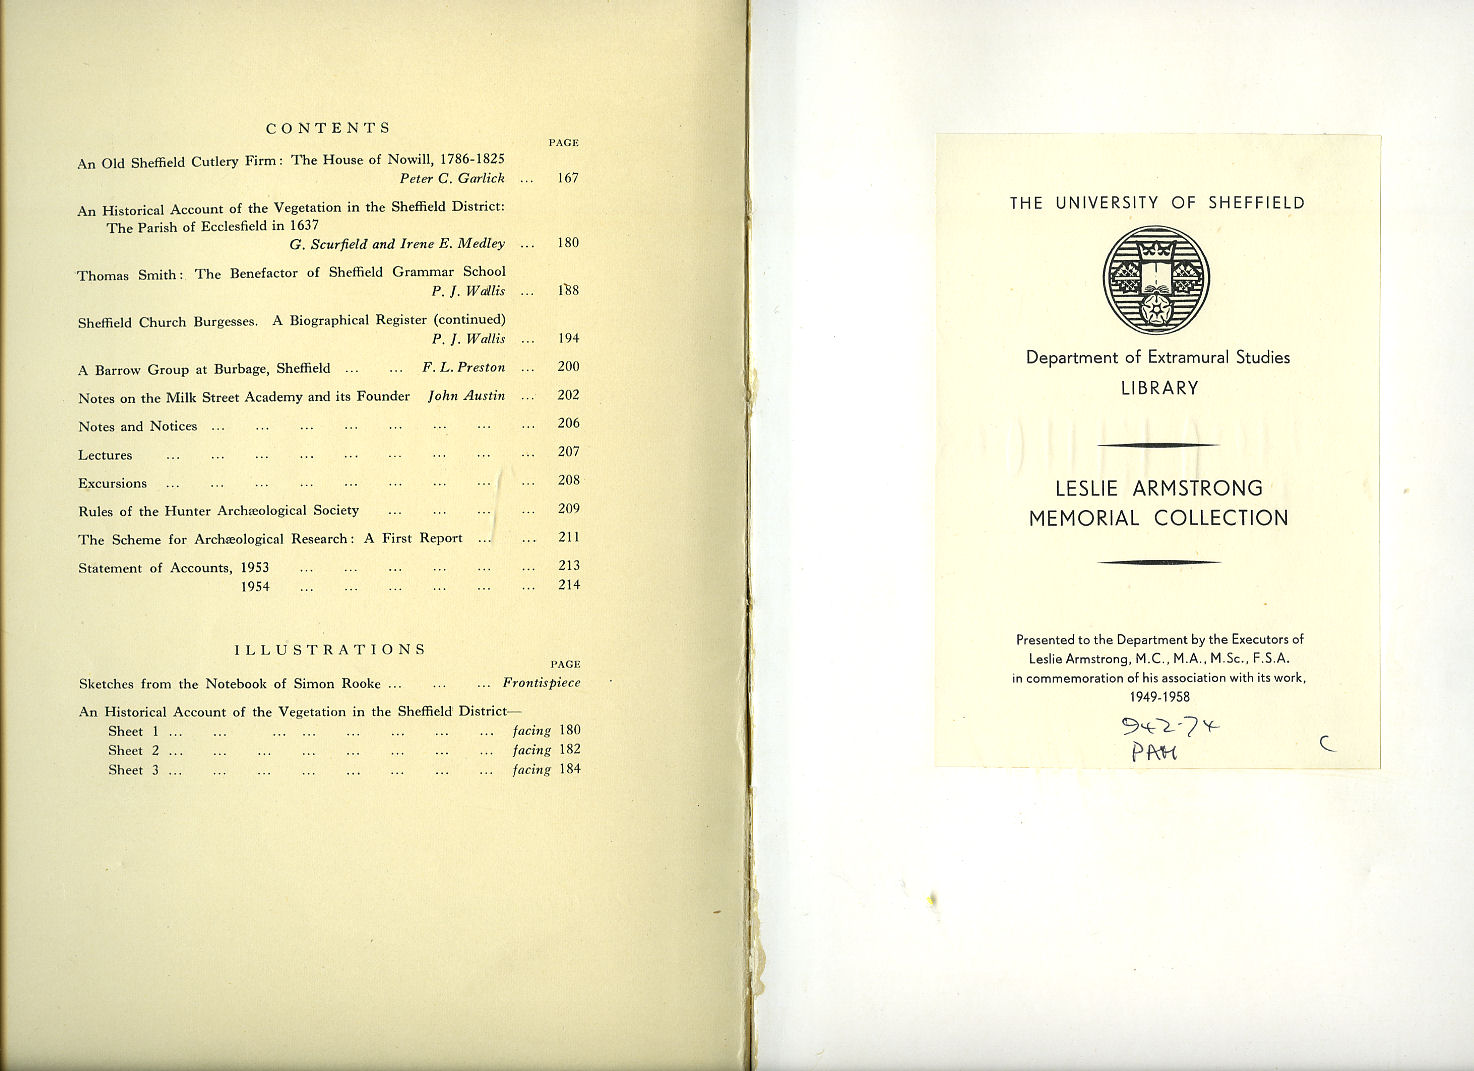 CONTENTS
PAGE
An Old Sheffield Cutlery Firm: The House of Nowill, 1786-1825
Peter C. Garlick ... 167
An Historical Account of the Vegetation in the Sheffield District:
The Parish of Ecclesfield in 1637
G. Scurfield and Irene E. Medley ... 180
Thomas Smith: The Benefactor of Sheffield Grammar School
P. J. Wallis ... 188
Sheffield Church Burgesses. A Biographical Register (continued)
P. J. Wallis ... 194
A Barrow Group at Burbage, Sheffield ... ... F. L. Preston ... 200
Notes on the Milk Street Academy and its Founder John Austin ... 202
Notes and Notices ... ... ... ... ... ... ... ... 206
Lectures ... ... ... ... ... ... ... ... ... 207
Excursions ... ... ... ... ... ... ... ... ... 208
Rules of the Hunter Archæological Society ... ... ... ... 209
The Scheme for Archæological Research: A First Report ... ... 211
Statement of Accounts, 1953 ... ... ... ... ... ... 213
1954 ... ... ... ... ... ... 214
ILLUSTRATIONS
PAGE
Sketches from the Notebook of Simon Rooke ... ... ... Frontispiece
An Historical Account of the Vegetation in the Sheffield District—
Sheet 1 ... ... ... ... ... ... ... ... facing 180
Sheet 2 ... ... ... ... ... ... ... ... facing 182
Sheet 3 ... ... ... ... ... ... ... ... facing 184
THE UNIVERSITY OF SHEFFIELD
Department of Extramural Studies
LIBRARY
LESLIE ARMSTRONG
MEMORIAL COLLECTION
Presented to the Department by the Executors of
Leslie Armstrong, M.C., M.A., M.Sc., F.S.A.
in commemoration of his association with its work,
1949-1958
942.74
PAM
C